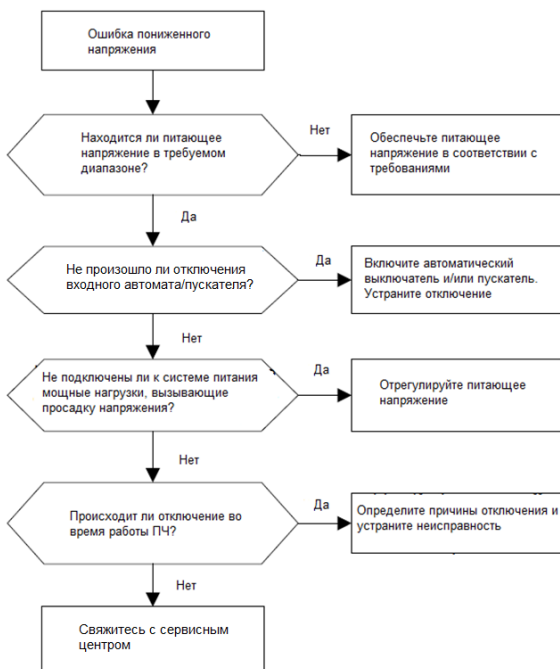 Ошибка пониженного
напряжения
Находится ли питающее
напряжение в требуемом
диапазоне?
Нет
Обеспечьте питающее
напряжение в соответствии с
требованиями
Да
Не произошло ли отключения
входного автомата/пускателя?
Да
Включите автоматический
выключатель и/или пускатель.
Устраните отключение
Нет
Не подключены ли к системе питания
мощные нагрузки, вызывающие
просадку напряжения?
Да
Отрегулируйте питающее
напряжение
Нет
Происходит ли отключение во
время работы ПЧ?
Да
Определите причины отключения и
устраните неисправность
Нет
Свяжитесь с сервисным
центром